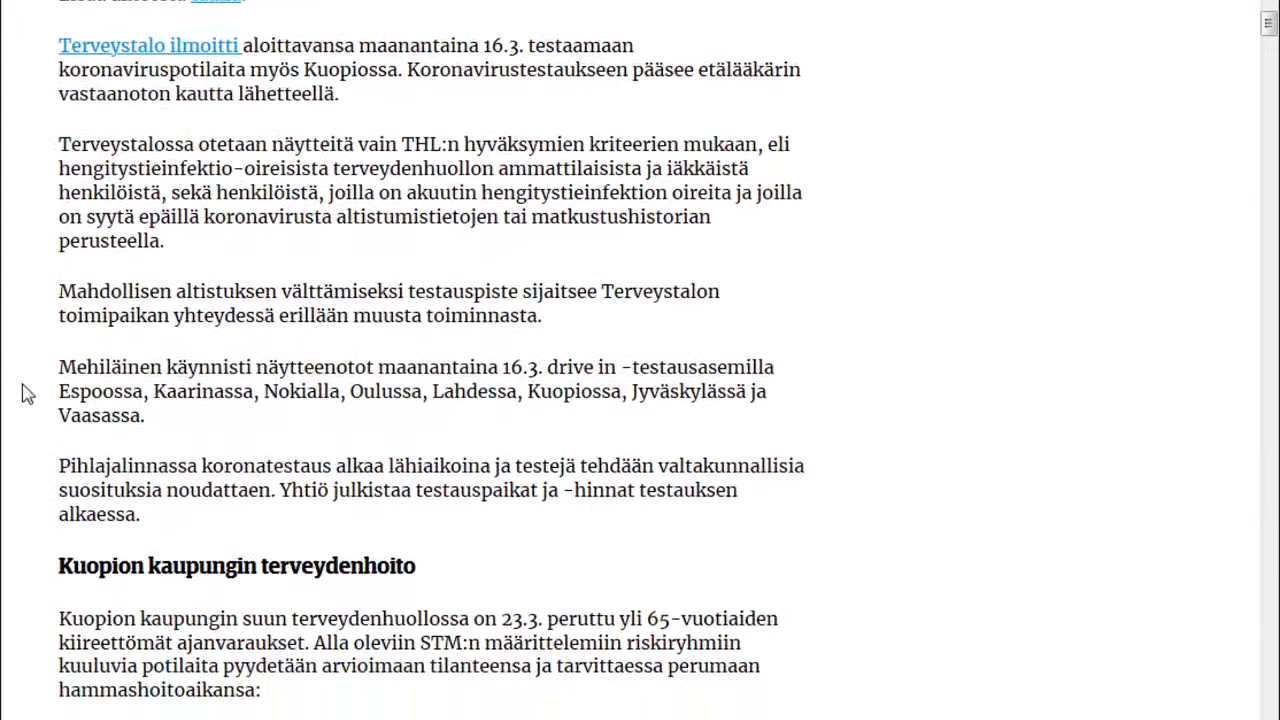 Terveystalo ilmoitti aloittavansa maanantaina 16.3. testaamaan
koronaviruspotilaita myös Kuopiossa. Koronavirustestaukseen pääsee etälääkärin
vastaanoton kautta lähetteellä.
Terveystalossa otetaan näytteitä vain THL:n hyväksymien kriteerien mukaan, eli
hengitystieinfektio-oireisista terveydenhuollon ammattilaisista ja iäkkäistä
henkilöistä, sekä henkilöistä, joilla on akuutin hengitystieinfektion oireita ja joilla
on syytä epäillä koronavirusta altistumistietojen tai matkustushistorian
perusteella.
Mahdollisen altistuksen välttämiseksi testauspiste sijaitsee Terveystalon
toimipaikan yhteydessä erillään muusta toiminnasta.
Mehiläinen käynnisti näytteenotot maanantaina 16.3. drive in -testausasemilla
Espoossa, Kaarinassa, Nokialla, Oulussa, Lahdessa, Kuopiossa, Jyväskylässä ja
Vaasassa.
Pihlajalinnassa koronatestaus alkaa lähiaikoina ja testejä tehdään valtakunnallisia
suosituksia noudattaen. Yhtiö julkistaa testauspaikat ja -hinnat testauksen
alkaessa.
Kuopion kaupungin terveydenhoito
Kuopion kaupungin suun terveydenhuollossa on 23.3. peruttu yli 65-vuotiaiden
kiireettömät ajanvaraukset. Alla oleviin STM:n määrittelemiin riskiryhmiin
kuuluvia potilaita pyydetään arvioimaan tilanteensa ja tarvittaessa perumaan
hammashoitoaikansa: